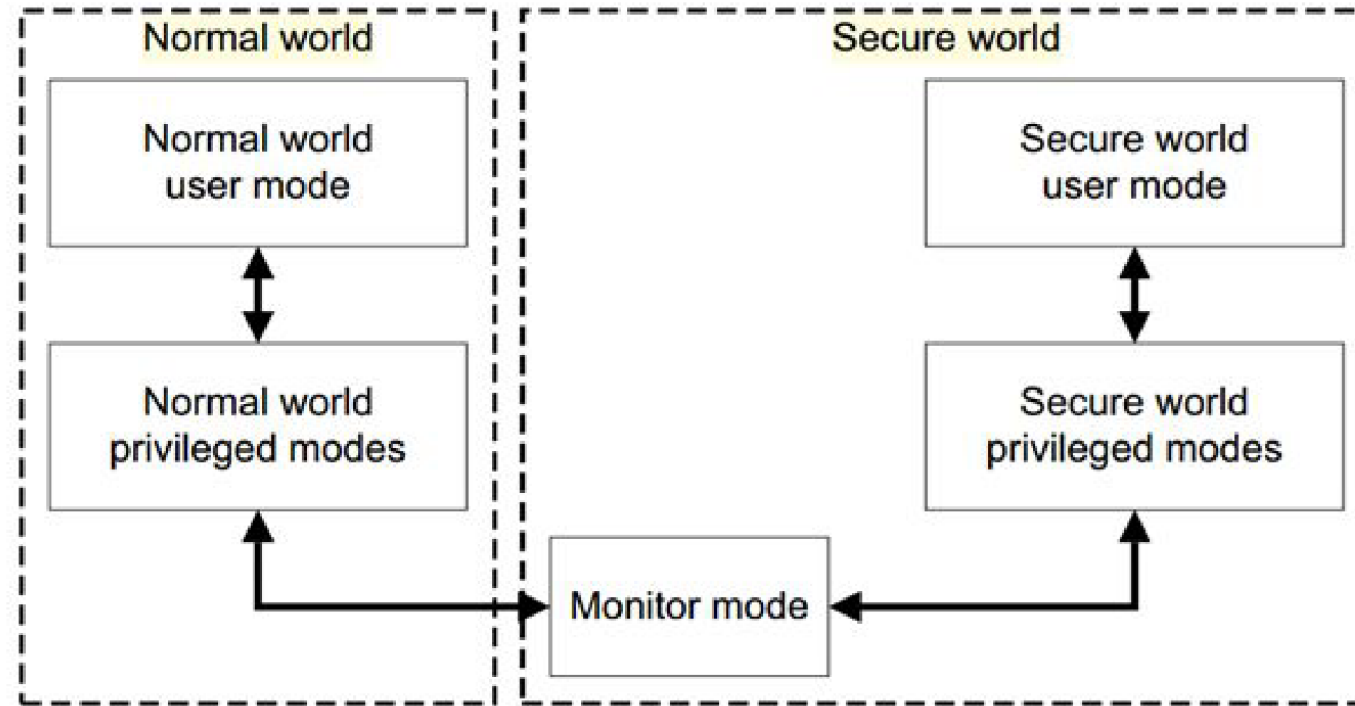 Normal world
Secure world
Normal world
user mode
Secure world
user mode
Normal world
privileged modes
Secure world
privileged modes
Monitor mode